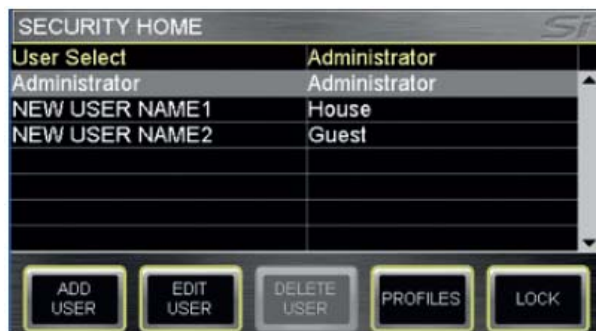 SECURITY HOME Si
User Select Administrator
Administrator Administrator
NEW USER NAME1 House
NEW USER NAME2 Guest
ADD USER EDIT USER DELETE USER PROFILES LOCK